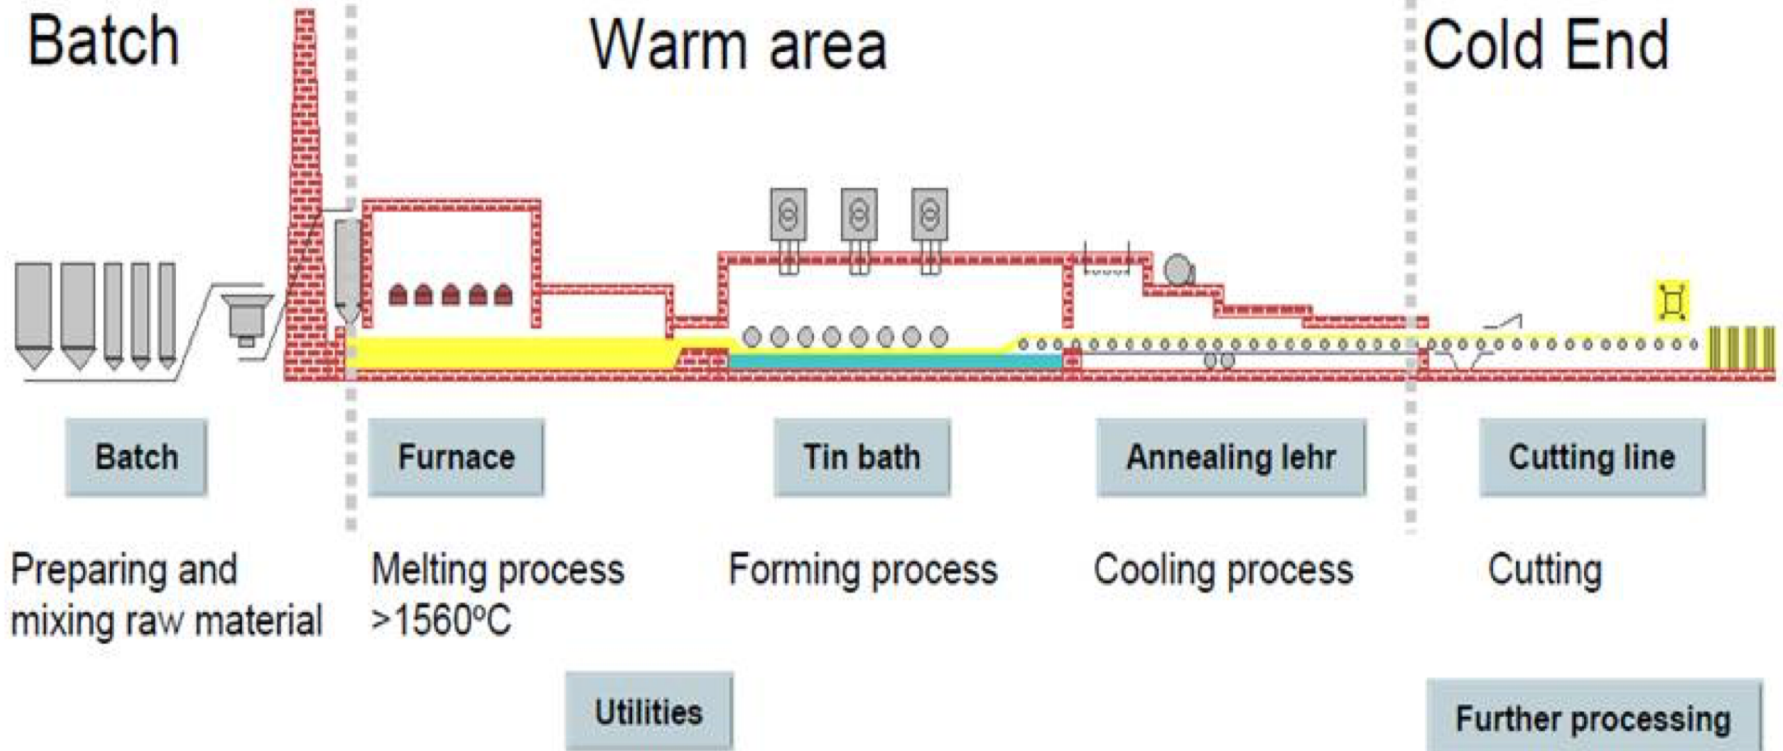 Batch
Warm area
Cold End
Batch
Furnace
Tin bath
Annealing lehr
Cutting line
Preparing and
mixing raw material
Melting process
>1560ºC
Forming process
Cooling process
Cutting
Utilities
Further processing